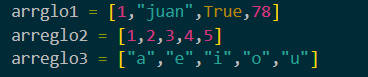 arrglo1 = [1,"juan",True,78]
arreglo2 = [1,2,3,4,5]
arreglo3 = ["a","e","i","o","u"]